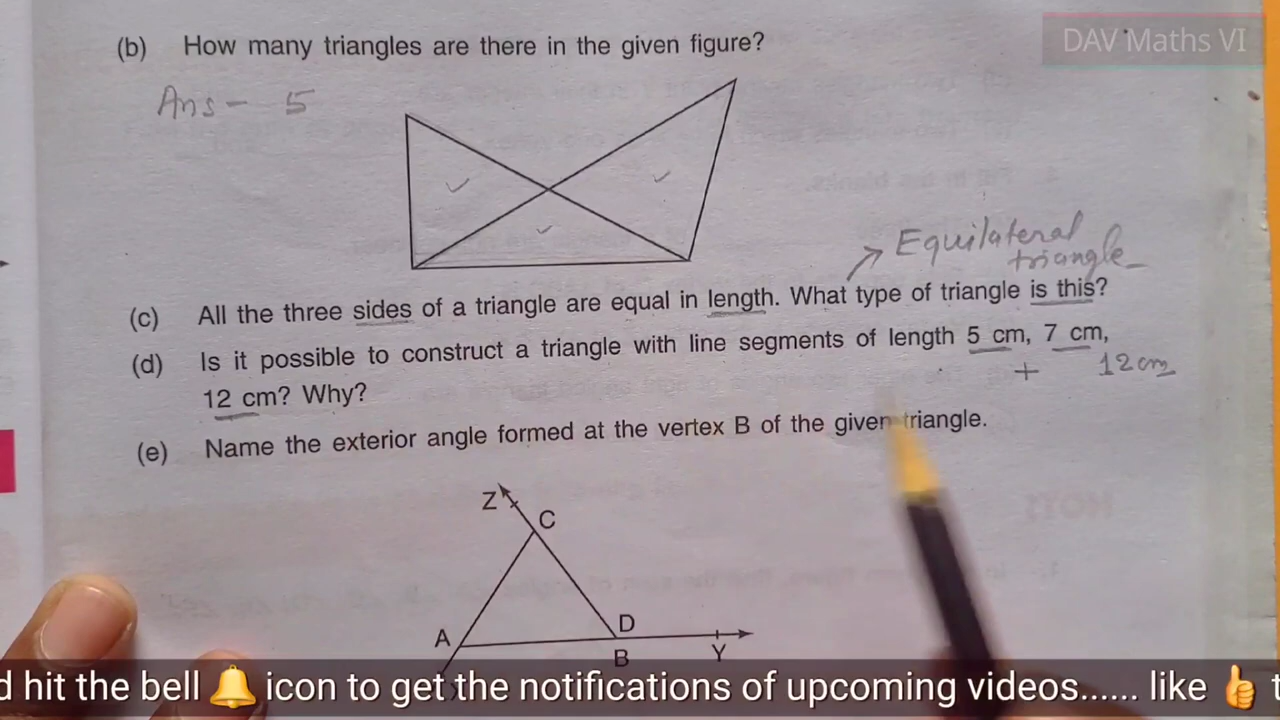 DAV Maths VI
(b) How many triangles are there in the given figure?
Ans - 5
Equilateral
triangle
(c) All the three sides of a triangle are equal in length. What type of triangle is this?
(d) Is it possible to construct a triangle with line segments of length 5 cm, 7 cm,
+ 12cm
12 cm? Why?
(e) Name the exterior angle formed at the vertex B of the given triangle.
Z
C
A
D
B
Y
d hit the bell 🔔 icon to get the notifications of upcoming videos...... like 👍 t